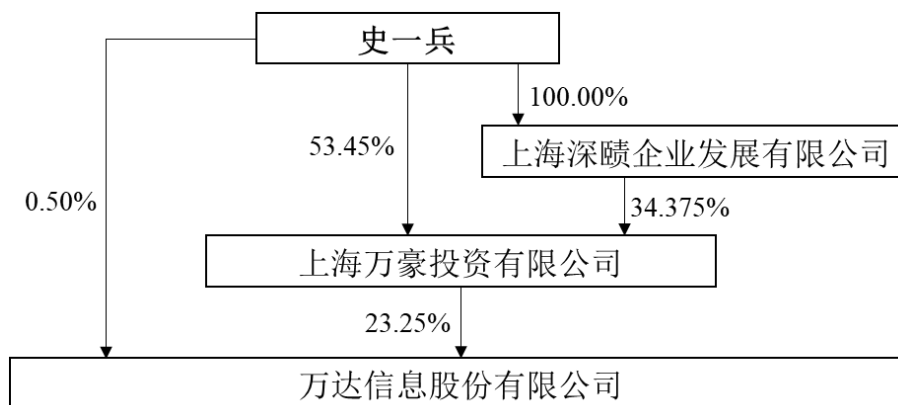 史一兵
100.00%
53.45%
上海深赜企业发展有限公司
0.50%
34.375%
上海万豪投资有限公司
23.25%
万达信息股份有限公司